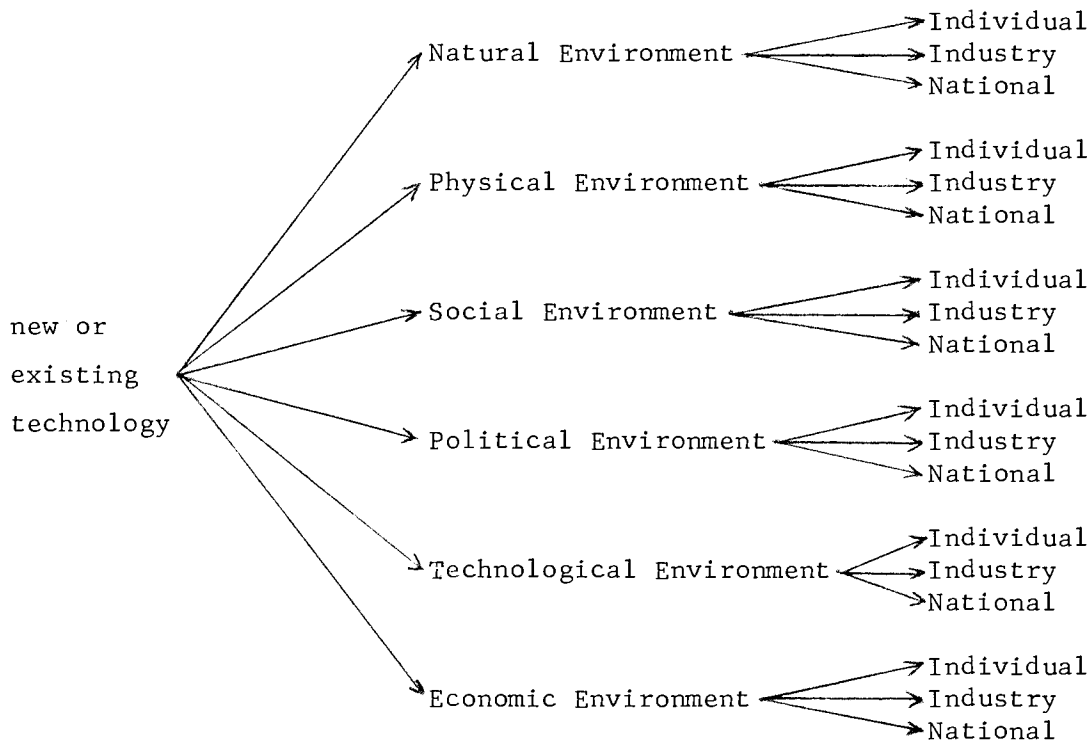 Individual
Natural Environment
Industry
National
Individual
Physical Environment
Industry
National
Individual
Social Environment
Industry
National
new or
existing
technology
Individual
Political Environment
Industry
National
Individual
Technological Environment
Industry
National
Individual
Economic Environment
Industry
National